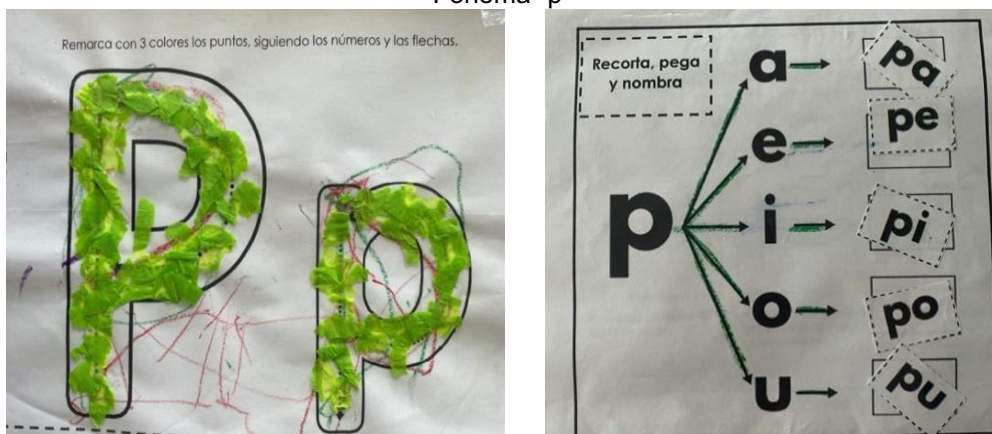 Remarca con 3 colores los puntos, siguiendo los números y las flechas.
P p
Recorta, pega
y nombra
p
a pa
e pe
i pi
o po
u pu